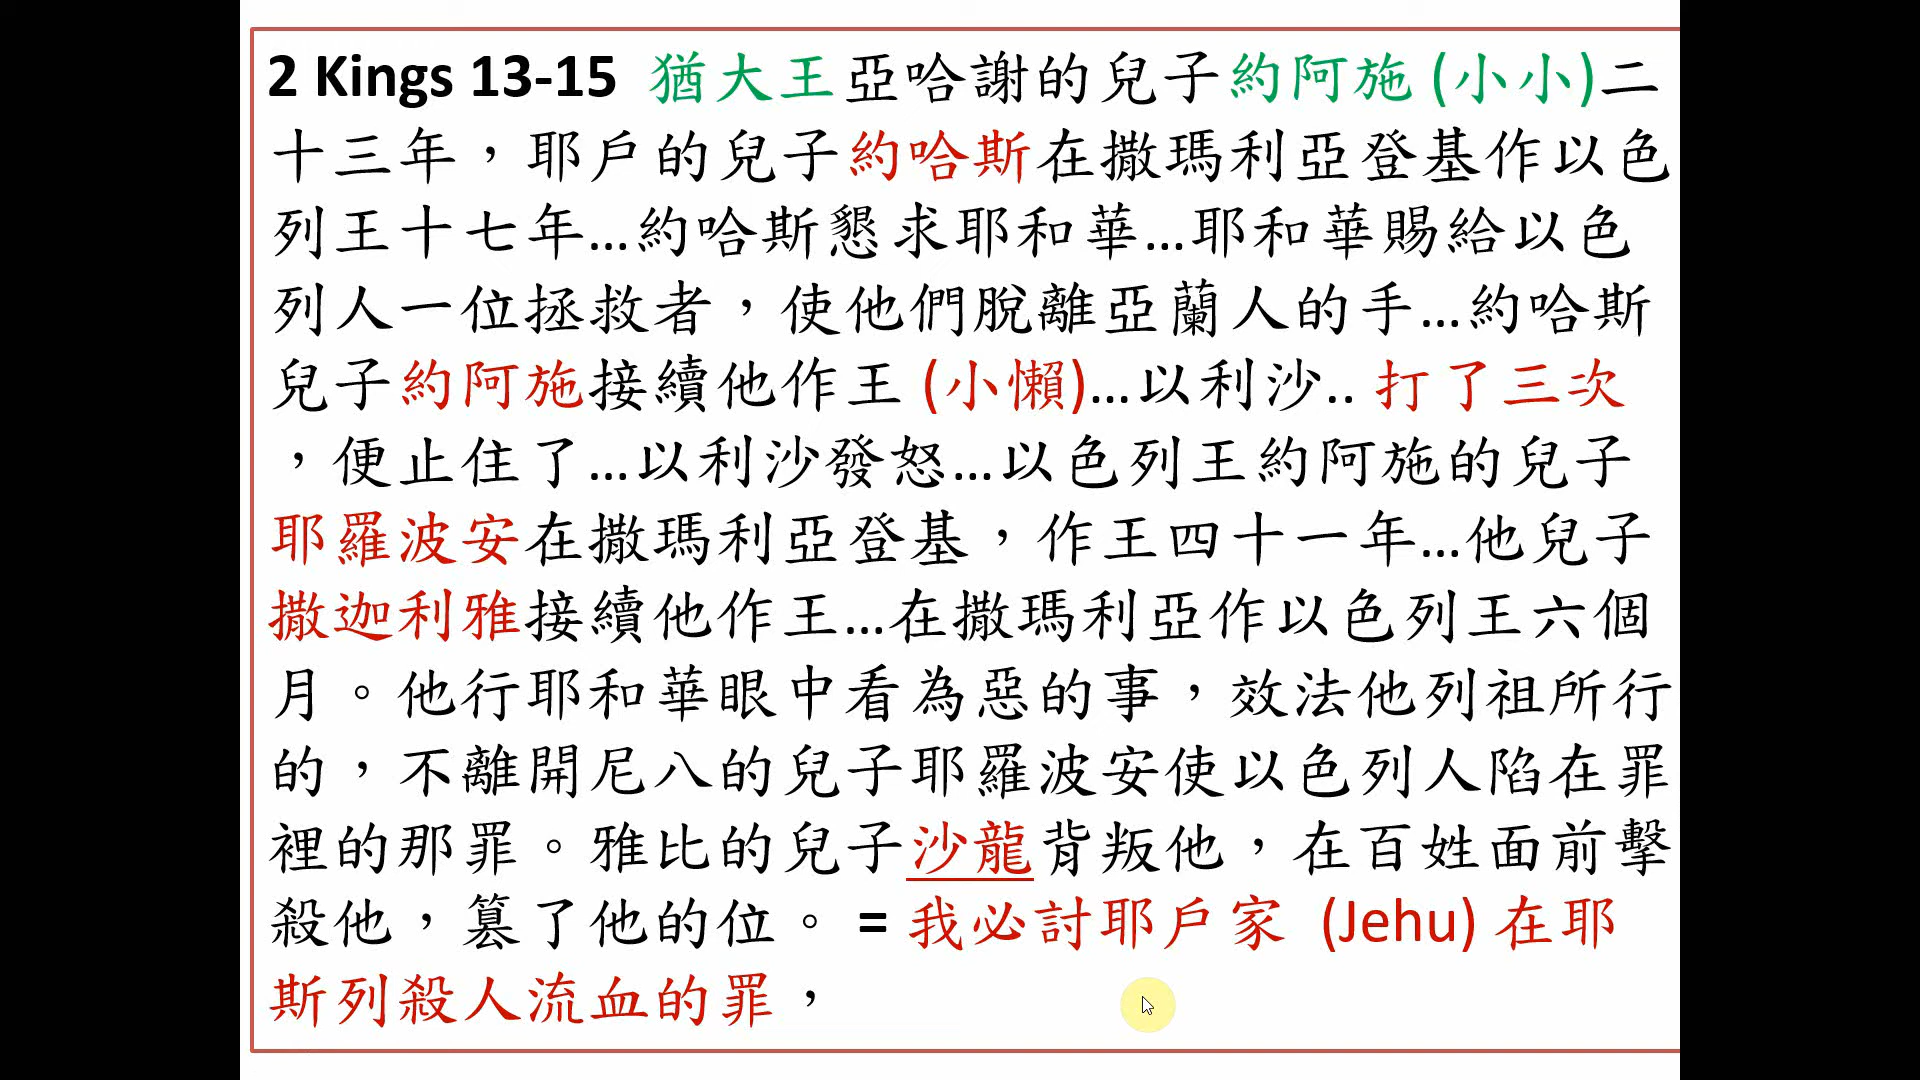 2 Kings 13-15 猶大王亞哈謝的兒子約阿施 (小小)二
十三年，耶戶的兒子約哈斯在撒瑪利亞登基作以色
列王十七年...約哈斯懇求耶和華...耶和華賜給以色
列人一位拯救者，使他們脫離亞蘭人的手...約哈斯
兒子約阿施接續他作王 (小懶)...以利沙.. 打了三次
，便止住了...以利沙發怒...以色列王約阿施的兒子
耶羅波安在撒瑪利亞登基，作王四十一年...他兒子
撒迦利雅接續他作王...在撒瑪利亞作以色列王六個
月。他行耶和華眼中看為惡的事，效法他列祖所行
的，不離開尼八的兒子耶羅波安使以色列人陷在罪
裡的那罪。雅比的兒子沙龍背叛他，在百姓面前擊
殺他，篡了他的位。 = 我必討耶戶家 (Jehu) 在耶
斯列殺人流血的罪，